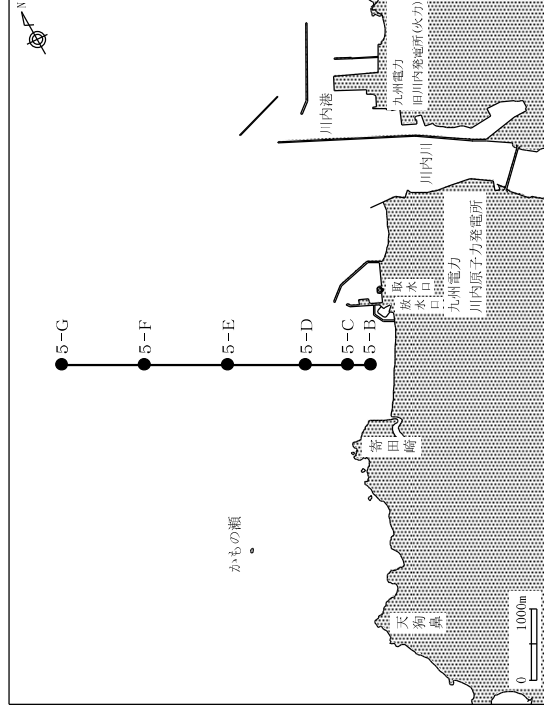 N
5-G
5-F
5-E
5-D
5-C
5-B
九州電力
旧川内発電所(火力)
川内港
川内川
取水口
放水口
九州電力
川内原子力発電所
寄田崎
かもの瀬
天狗鼻
0 1000m